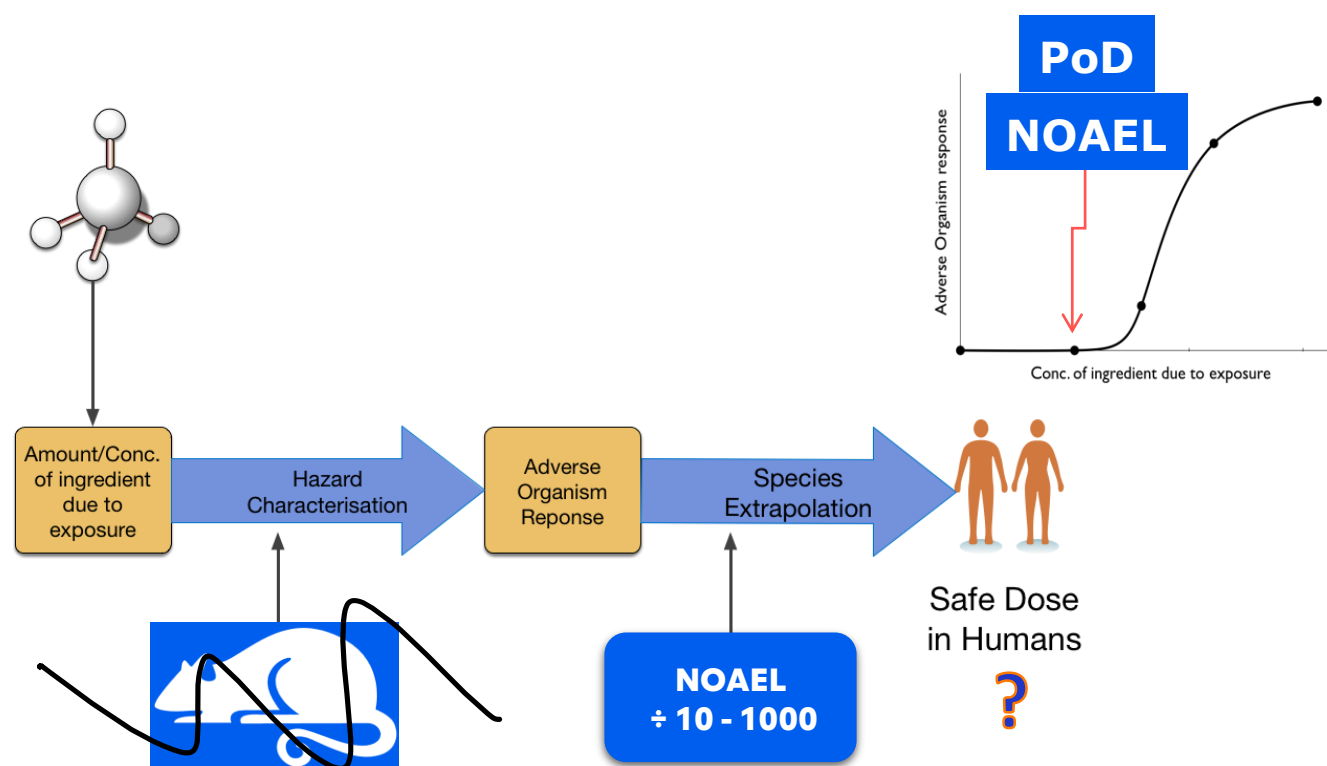 PoD
NOAEL
Adverse Organism response
Conc. of ingredient due to exposure
Amount/Conc.
of ingredient
due to
exposure
Hazard
Characterisation
Adverse
Organism
Reponse
Species
Extrapolation
NOAEL
÷ 10 - 1000
Safe Dose
in Humans
?